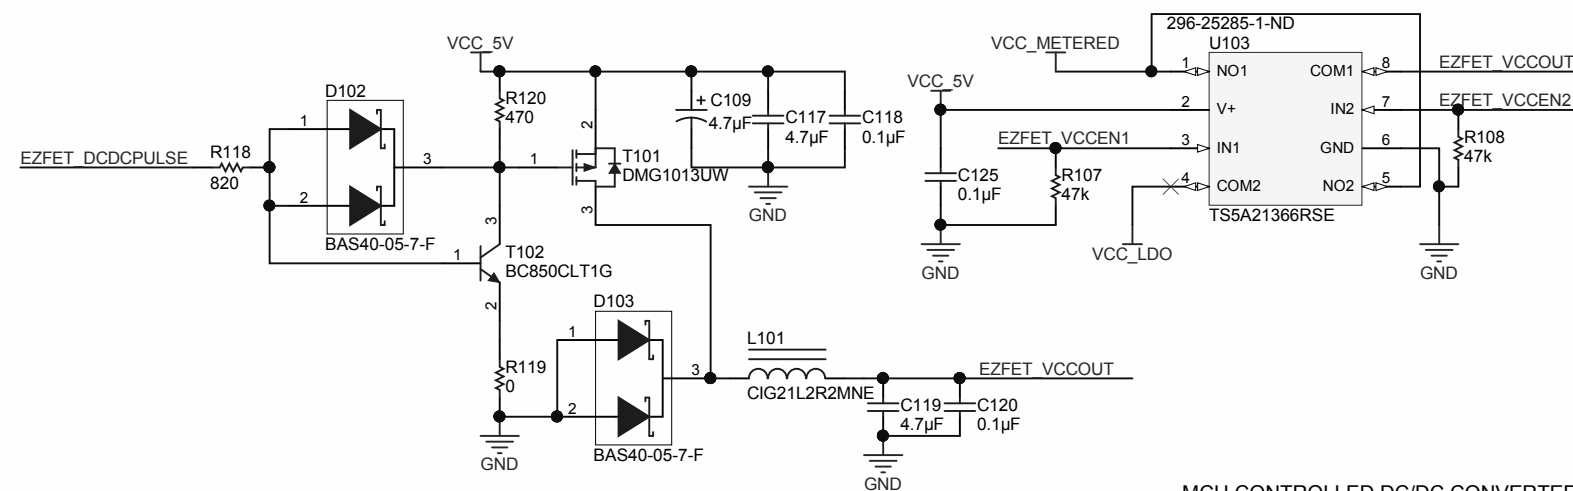 296-25285-1-ND
VCC_5V
VCC_METERED
U103
1
NO1
COM1
8
EZFET_VCCOUT
D102
R120
470
C109
4.7µF
C117
4.7µF
C118
0.1µF
VCC_5V
2
V+
IN2
7
EZFET_VCCEN2
1
2
EZFET_DCDCPULSE
R118
820
3
1
T101
DMG1013UW
EZFET_VCCEN1
3
IN1
GND
6
R108
47k
2
3
C125
0.1µF
R107
47k
4
COM2
NO2
5
GND
TS5A21366RSE
BAS40-05-7-F
3
1
T102
BC850CLT1G
2
VCC_LDO
GND
GND
D103
1
L101
R119
0
3
EZFET_VCCOUT
CIG21L2R2MNE
2
C119
4.7µF
C120
0.1µF
GND
BAS40-05-7-F
GND